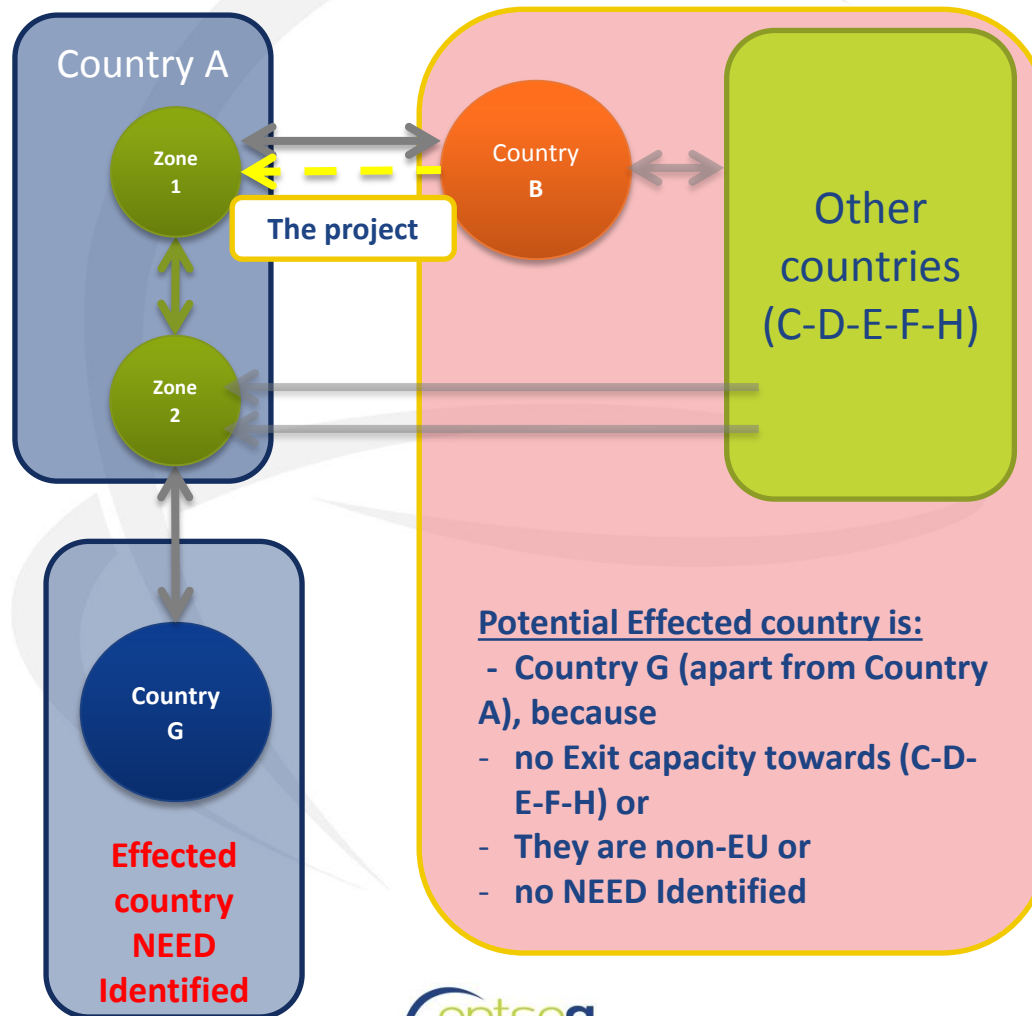 Country A
Zone
1
Country
B
The project
Other
countries
(C-D-E-F-H)
Zone
2
Country
G
Effected
country
NEED
Identified
Potential Effected country is:
- Country G (apart from Country
A), because
- no Exit capacity towards (C-D-
E-F-H) or
- They are non-EU or
- no NEED Identified
entsog